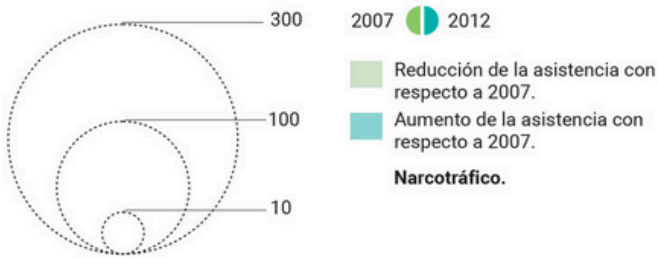 300
100
10
2007 2012
Reducción de la asistencia con
respecto a 2007.
Aumento de la asistencia con
respecto a 2007.
Narcotráfico.